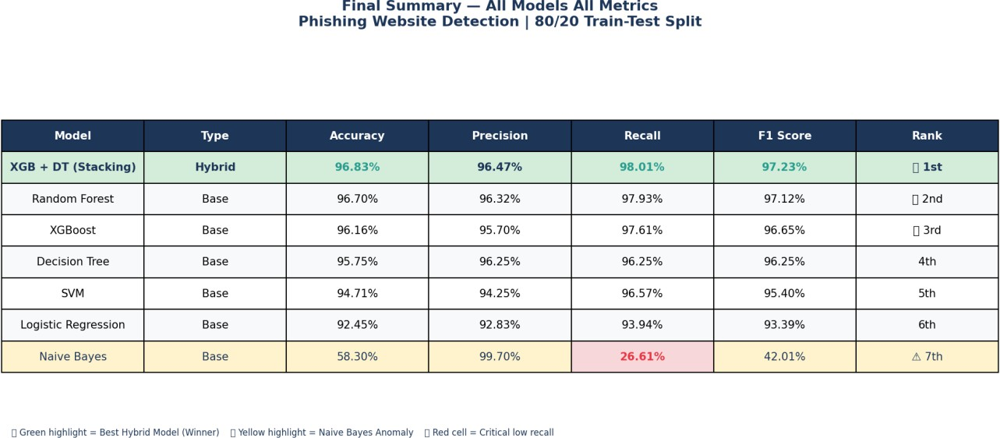 Final Summary — All Models All Metrics
Phishing Website Detection | 80/20 Train-Test Split
Model Type Accuracy Precision Recall F1 Score Rank
XGB + DT (Stacking) Hybrid 96.83% 96.47% 98.01% 97.23% 1st
Random Forest Base 96.70% 96.32% 97.93% 97.12% 2nd
XGBoost Base 96.16% 95.70% 97.61% 96.65% 3rd
Decision Tree Base 95.75% 96.25% 96.25% 96.25% 4th
SVM Base 94.71% 94.25% 96.57% 95.40% 5th
Logistic Regression Base 92.45% 92.83% 93.94% 93.39% 6th
Naive Bayes Base 58.30% 99.70% 26.61% 42.01% ⚠ 7th
Green highlight = Best Hybrid Model (Winner) Yellow highlight = Naive Bayes Anomaly Red cell = Critical low recall